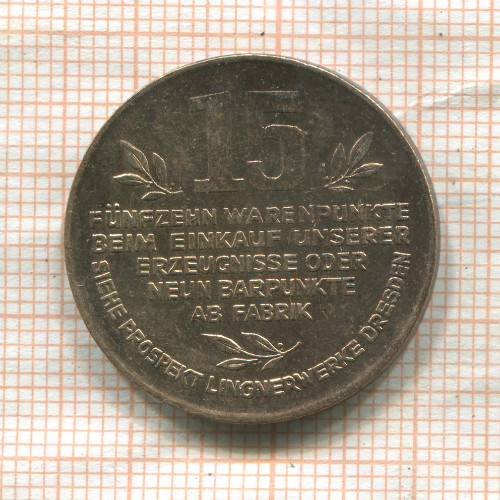 15
FÜNFZEHN WARENPUNKTE
BEIM EINKAUF UNSERER
ERZEUGNISSE ODER
NEUN BARPUNKTE
AB FABRIK
SIEHE PROSPEKT LINGNERWERKE DRESDEN